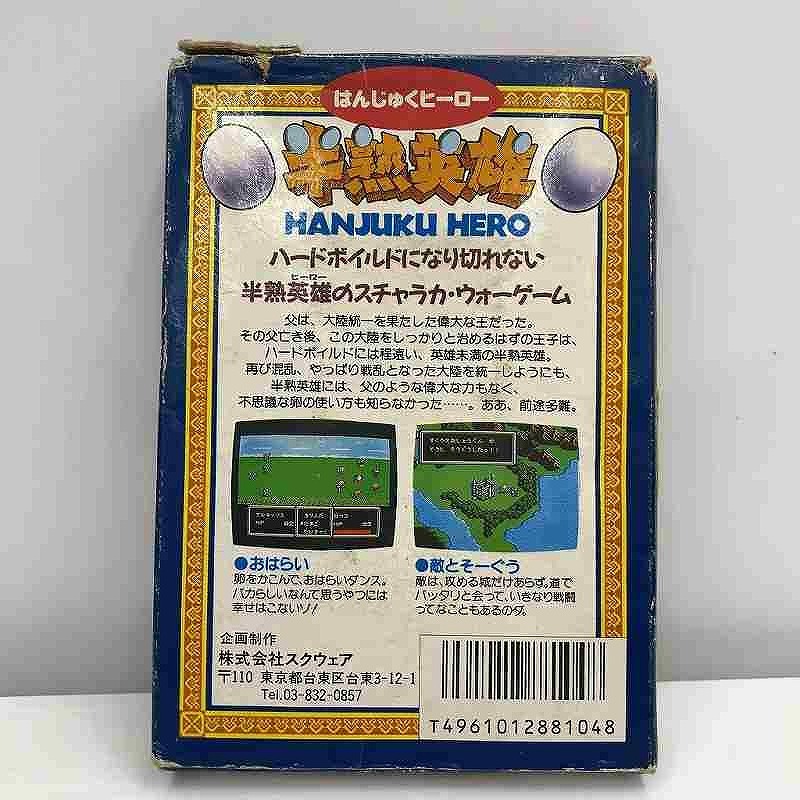 はんじゅくヒーロー
半熟英雄
HANJUKU HERO
ハードボイルドになり切れない
ヒーロー
半熟英雄のスチャラカ・ウォーゲーム
父は、大陸統一を果たした偉大な王だった。
その父亡き後、この大陸をしっかりと治めるはずの王子は、
ハードボイルドには程遠い、英雄未満の半熟英雄。
再び混乱、やっぱり戦乱となった大陸を統一しようにも、
半熟英雄には、父のような偉大な力もなく、
不思議な卵の使い方も知らなかった……。ああ、前途多難。
●おはらい
卵をかこんで、おはらいダンス。
バカらしいなんて思うやつには
幸せはこないゾ!
●敵とそーぐう
敵は、攻める城だけあらず。道で
バッタリと会って、いきなり戦闘
ってなこともあるのダ。
企画制作
株式会社スクウェア
〒110 東京都台東区台東3-12-1
Tel.03-832-0857
T4961012881048